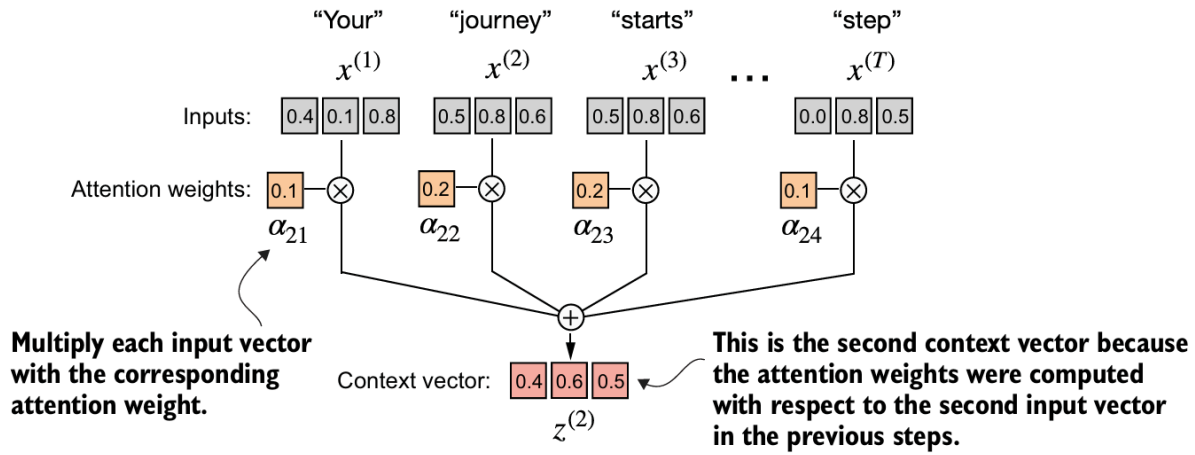 “Your” “journey” “starts” “step”
x(1) x(2) x(3) ... x(T)
Inputs: 0.4 0.1 0.8 0.5 0.8 0.6 0.5 0.8 0.6 0.0 0.8 0.5
Attention weights: 0.1 0.2 0.2 0.1
α21 α22 α23 α24
Multiply each input vector
with the corresponding
attention weight.
Context vector: 0.4 0.6 0.5
z(2)
This is the second context vector because
the attention weights were computed
with respect to the second input vector
in the previous steps.